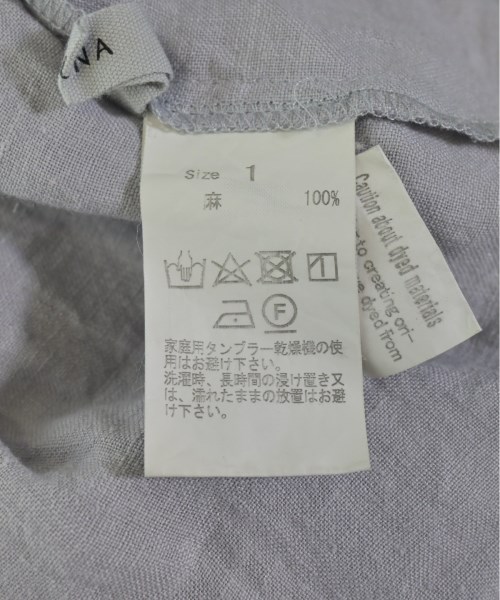 NA
Size 1
麻 100%
F
家庭用タンブラー乾燥機の使
用はお避け下さい。
洗濯時、長時間の浸け置き又
は、濡れたままの放置はお避
け下さい。
Caution about dyed materials
to creating ori-
dyed from